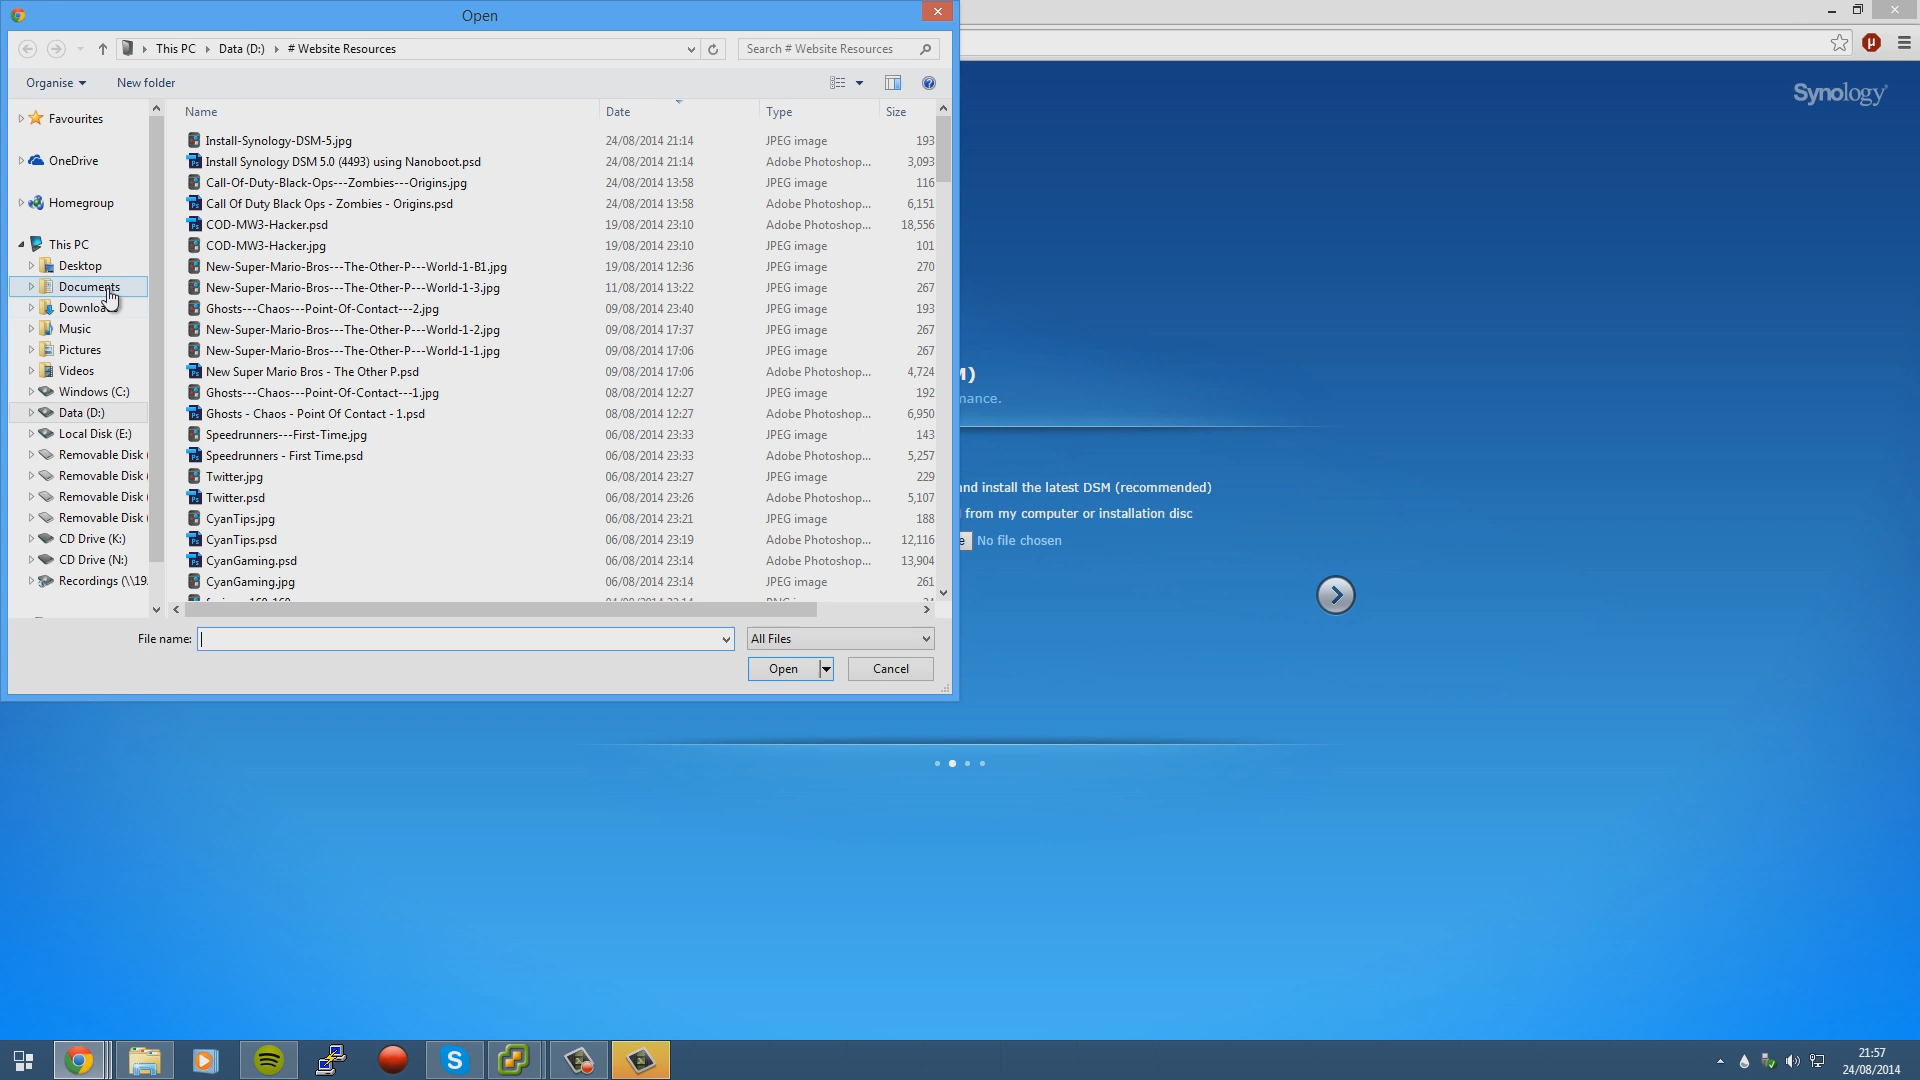 Open
This PC
Data (D:)
# Website Resources
Search # Website Resources
Organise
New folder
Name
Date
Type
Size
Favourites
OneDrive
Homegroup
This PC
Desktop
Documents
Music
Pictures
Videos
Windows (C:)
Data (D:)
Local Disk (E:)
Removable Disk
Removable Disk
Removable Disk
Removable Disk
CD Drive (K:)
CD Drive (N:)
Recordings (\\19
Install-Synology-DSM-5.jpg 24/08/2014 21:14 JPEG image 193
Install Synology DSM 5.0 (4493) using Nanoboot.psd 24/08/2014 21:14 Adobe Photoshop... 3,093
Call-Of-Duty-Black-Ops---Zombies---Origins.jpg 24/08/2014 13:58 JPEG image 116
Call Of Duty Black Ops - Zombies - Origins.psd 24/08/2014 13:58 Adobe Photoshop... 6,151
COD-MW3-Hacker.psd 19/08/2014 23:10 Adobe Photoshop... 18,556
COD-MW3-Hacker.jpg 19/08/2014 23:10 JPEG image 101
New-Super-Mario-Bros---The-Other-P---World-1-B1.jpg 19/08/2014 12:36 JPEG image 270
New-Super-Mario-Bros---The-Other-P---World-1-3.jpg 11/08/2014 13:22 JPEG image 267
Ghosts---Chaos---Point-Of-Contact---2.jpg 09/08/2014 23:40 JPEG image 193
New-Super-Mario-Bros---The-Other-P---World-1-2.jpg 09/08/2014 17:37 JPEG image 267
New-Super-Mario-Bros---The-Other-P---World-1-1.jpg 09/08/2014 17:06 JPEG image 267
New Super Mario Bros - The Other P.psd 09/08/2014 17:06 Adobe Photoshop... 4,724
Ghosts---Chaos---Point-Of-Contact---1.jpg 08/08/2014 12:27 JPEG image 192
Ghosts - Chaos - Point Of Contact - 1.psd 08/08/2014 12:27 Adobe Photoshop... 6,950
Speedrunners---First-Time.jpg 06/08/2014 23:33 JPEG image 143
Speedrunners - First Time.psd 06/08/2014 23:33 Adobe Photoshop... 5,257
Twitter.jpg 06/08/2014 23:27 JPEG image 229
Twitter.psd 06/08/2014 23:26 Adobe Photoshop... 5,107
CyanTips.jpg 06/08/2014 23:21 JPEG image 188
CyanTips.psd 06/08/2014 23:19 Adobe Photoshop... 12,116
CyanGaming.psd 06/08/2014 23:14 Adobe Photoshop... 13,904
CyanGaming.jpg 06/08/2014 23:14 JPEG image 261
File name:
All Files
Open
Cancel
Synology
mance.
and install the latest DSM (recommended)
from my computer or installation disc
No file chosen
21:57
24/08/2014